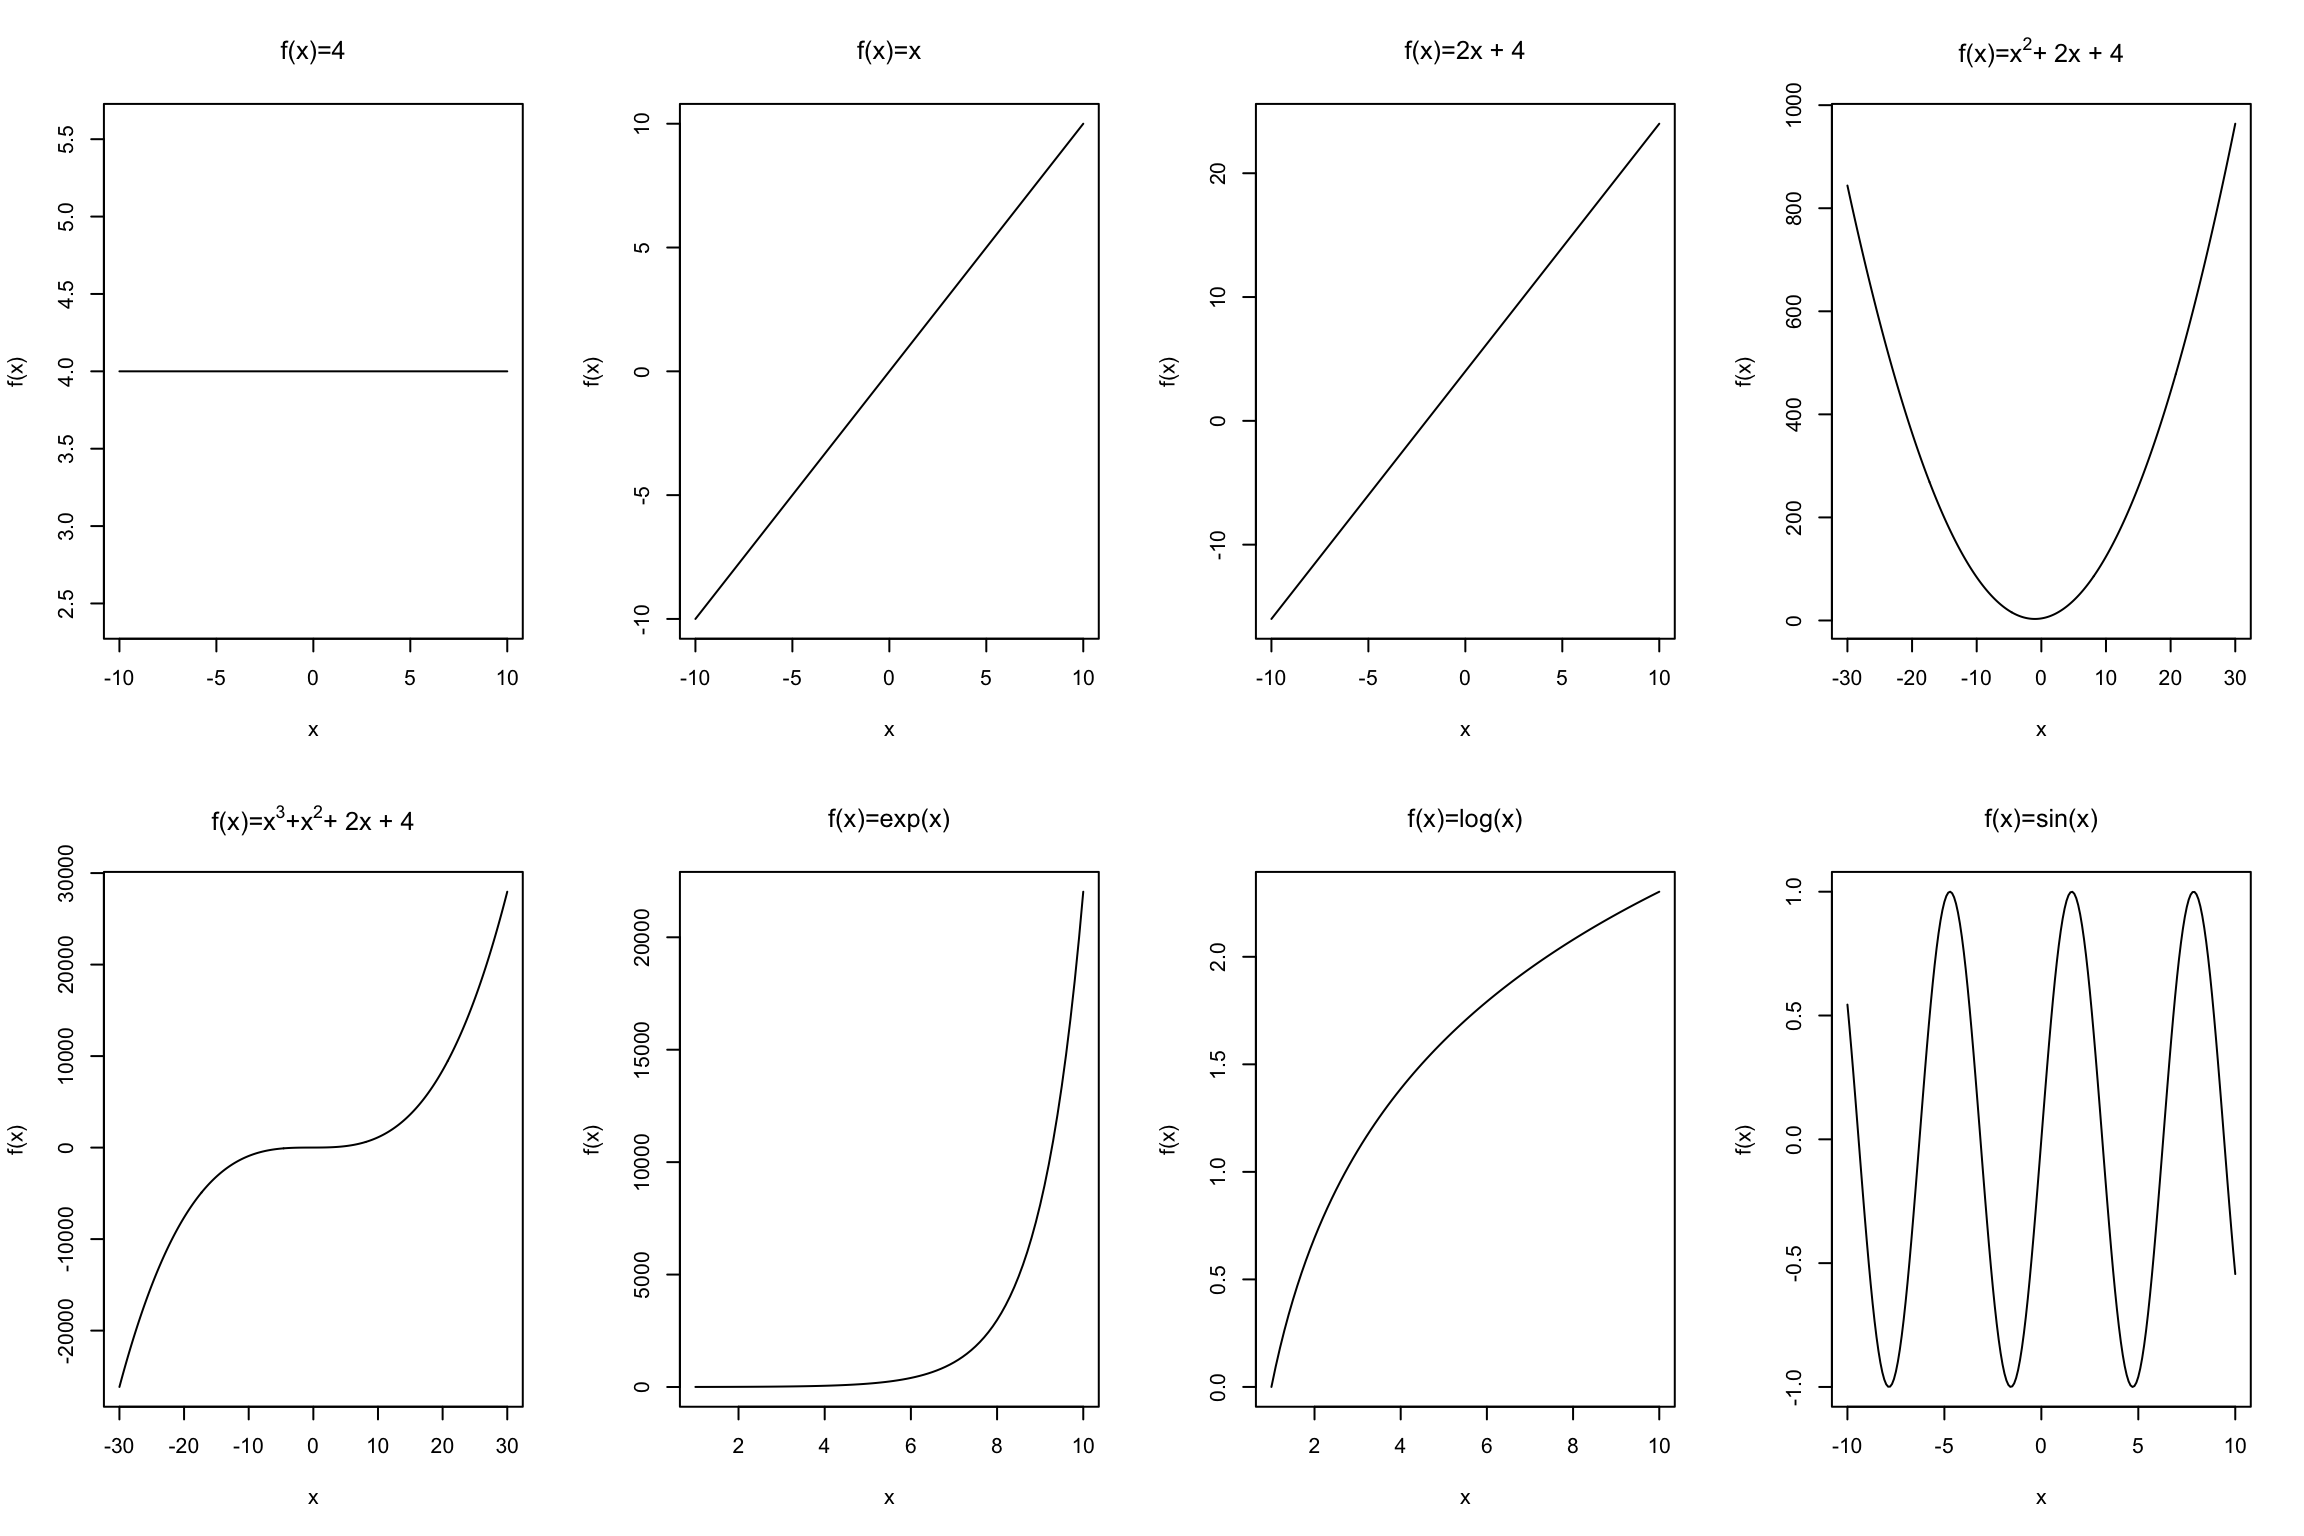 f(x)=4
f(x)
5.5
5.0
4.5
4.0
3.5
3.0
2.5
-10 -5 0 5 10
x
f(x)=x
f(x)
10
5
0
-5
-10
-10 -5 0 5 10
x
f(x)=2x + 4
f(x)
20
10
0
-10
-10 -5 0 5 10
x
f(x)=x²+ 2x + 4
f(x)
1000
800
600
400
200
0
-30 -20 -10 0 10 20 30
x
f(x)=x³+x²+ 2x + 4
f(x)
30000
20000
10000
0
-10000
-20000
-30 -20 -10 0 10 20 30
x
f(x)=exp(x)
f(x)
20000
15000
10000
5000
0
2 4 6 8 10
x
f(x)=log(x)
f(x)
2.0
1.5
1.0
0.5
0.0
2 4 6 8 10
x
f(x)=sin(x)
f(x)
1.0
0.5
0.0
-0.5
-1.0
-10 -5 0 5 10
x